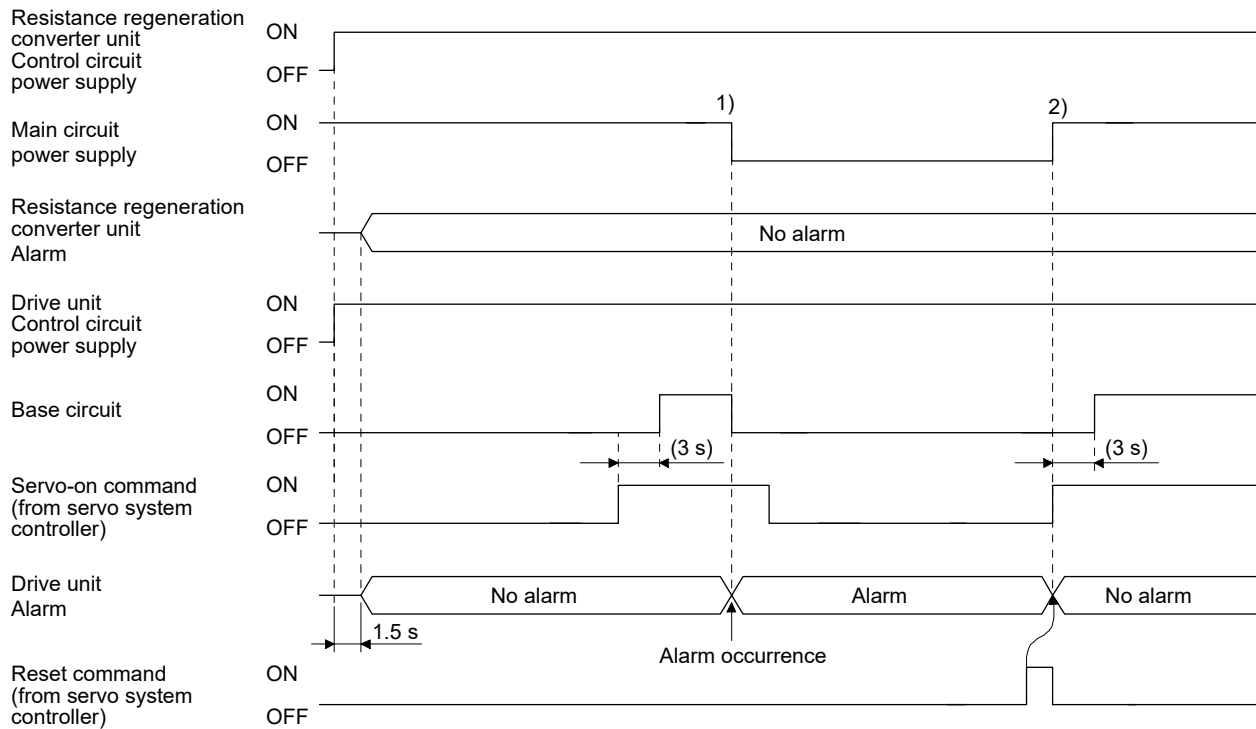 Resistance regeneration
converter unit
Control circuit
power supply
ON
OFF
Main circuit
power supply
ON
OFF
1)
2)
Resistance regeneration
converter unit
Alarm
No alarm
Drive unit
Control circuit
power supply
ON
OFF
Base circuit
ON
OFF
(3 s)
(3 s)
Servo-on command
(from servo system
controller)
ON
OFF
Drive unit
Alarm
No alarm
Alarm
No alarm
1.5 s
Alarm occurrence
Reset command
(from servo system
controller)
ON
OFF